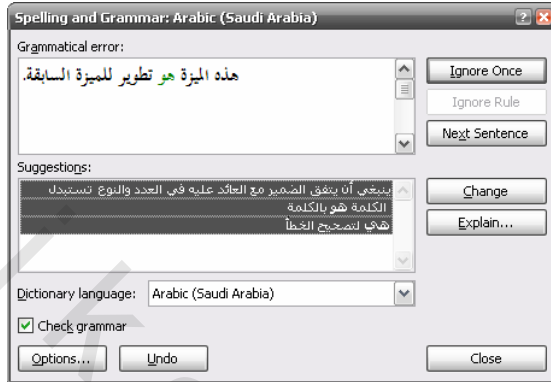 Spelling and Grammar: Arabic (Saudi Arabia)
Grammatical error:
هذه الميزة هو تطوير للميزة السابقة.
Ignore Once
Ignore Rule
Next Sentence
Suggestions:
ينبغي أن يتفق الضمير مع العائد عليه في العدد والنوع تستبدل
الكلمة هو بالكلمة
هي لتصحيح الخطأ
Change
Explain...
Dictionary language:
Arabic (Saudi Arabia)
Check grammar
Options...
Undo
Close